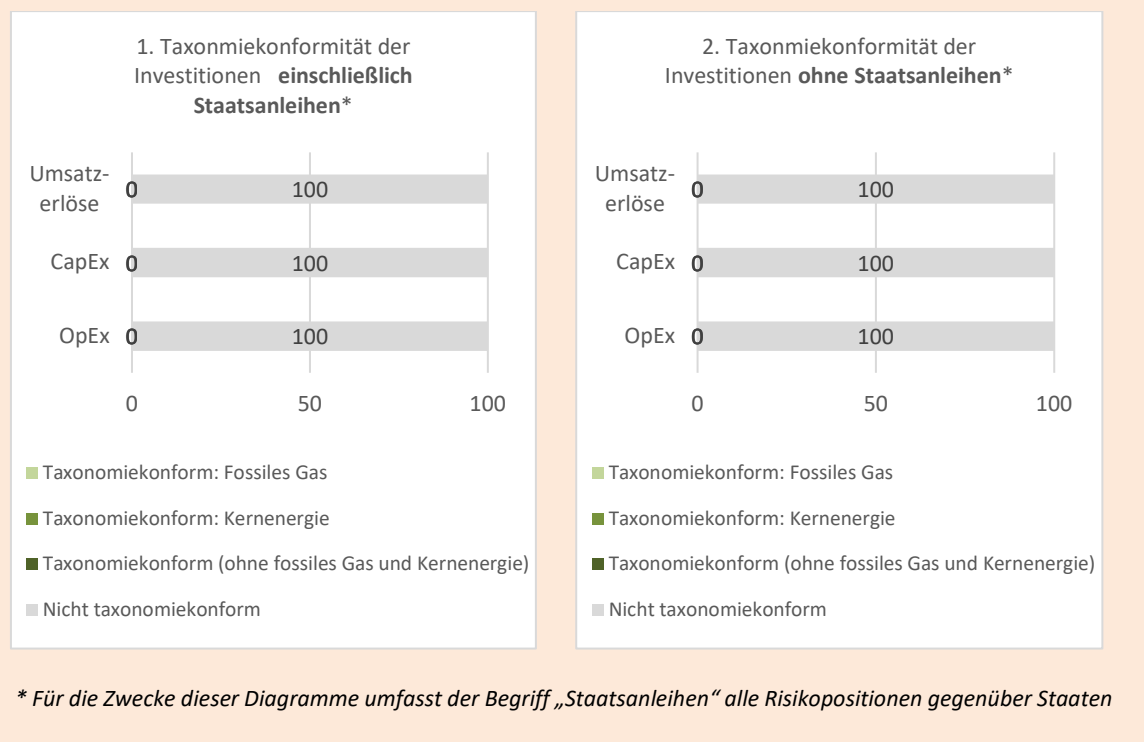 1. Taxonmiekonformität der
Investitionen einschließlich
Staatsanleihen*
Umsatz-
erlöse
0 100
CapEx 0 100
OpEx 0 100
0 50 100
Taxonomiekonform: Fossiles Gas
Taxonomiekonform: Kernenergie
Taxonomiekonform (ohne fossiles Gas und Kernenergie)
Nicht taxonomiekonform
2. Taxonmiekonformität der
Investitionen ohne Staatsanleihen*
Umsatz-
erlöse
0 100
CapEx 0 100
OpEx 0 100
0 50 100
Taxonomiekonform: Fossiles Gas
Taxonomiekonform: Kernenergie
Taxonomiekonform (ohne fossiles Gas und Kernenergie)
Nicht taxonomiekonform
* Für die Zwecke dieser Diagramme umfasst der Begriff „Staatsanleihen“ alle Risikopositionen gegenüber Staaten